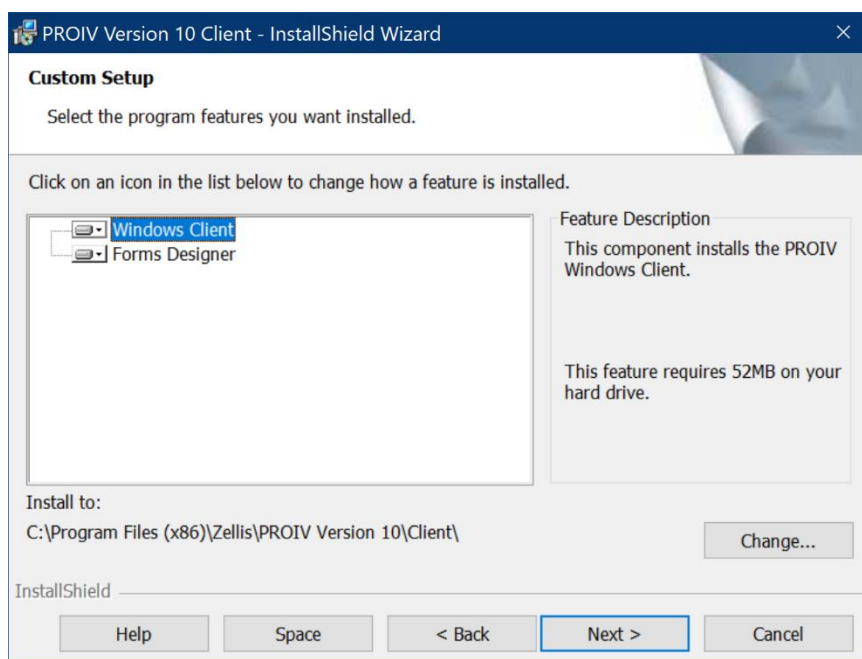 PROIV Version 10 Client - InstallShield Wizard
Custom Setup
Select the program features you want installed.
Click on an icon in the list below to change how a feature is installed.
Windows Client
Forms Designer
Feature Description
This component installs the PROIV
Windows Client.
This feature requires 52MB on your
hard drive.
Install to:
C:\Program Files (x86)\Zellis\PROIV Version 10\Client\
Change...
InstallShield
Help
Space
< Back
Next >
Cancel